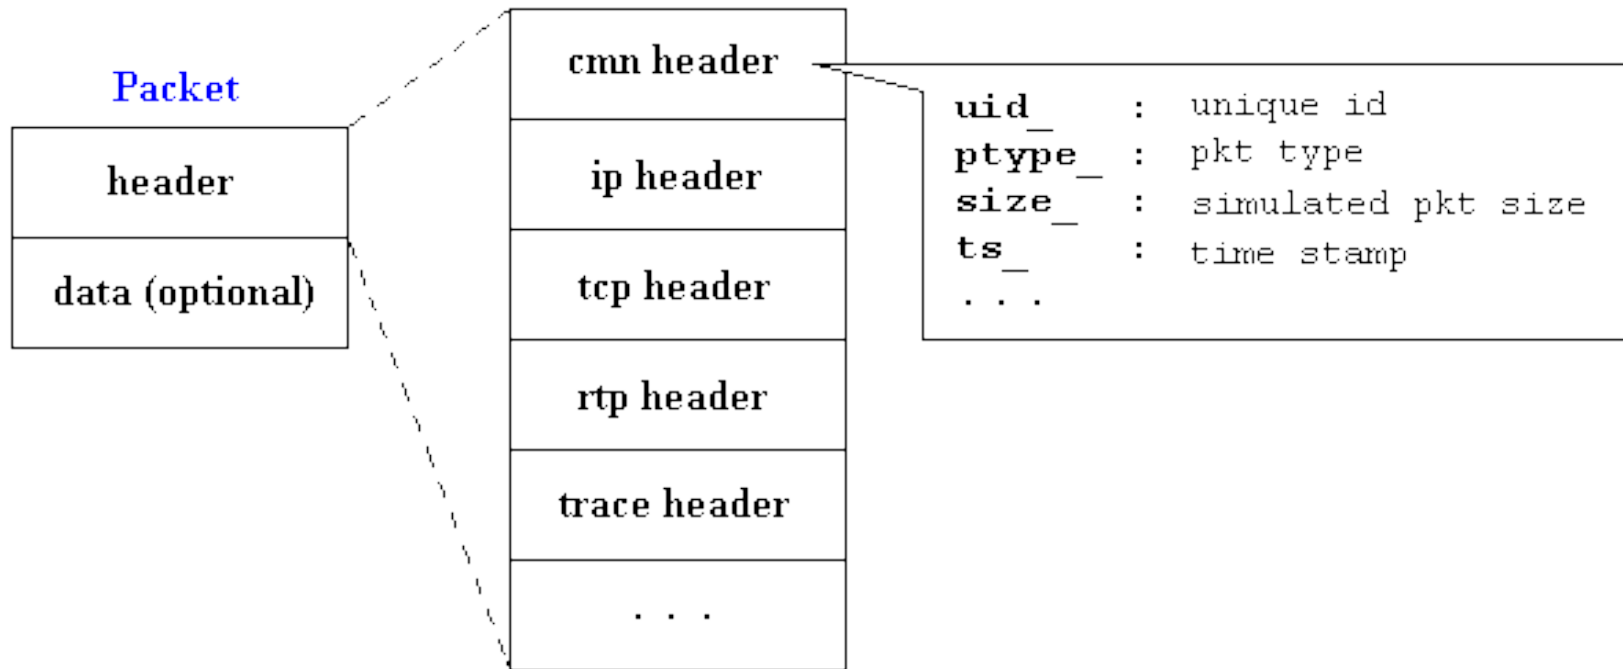 Packet
header
data (optional)
cmn header
ip header
tcp header
rtp header
trace header
. . .
uid_ : unique id
ptype_ : pkt type
size_ : simulated pkt size
ts_ : time stamp
. . .